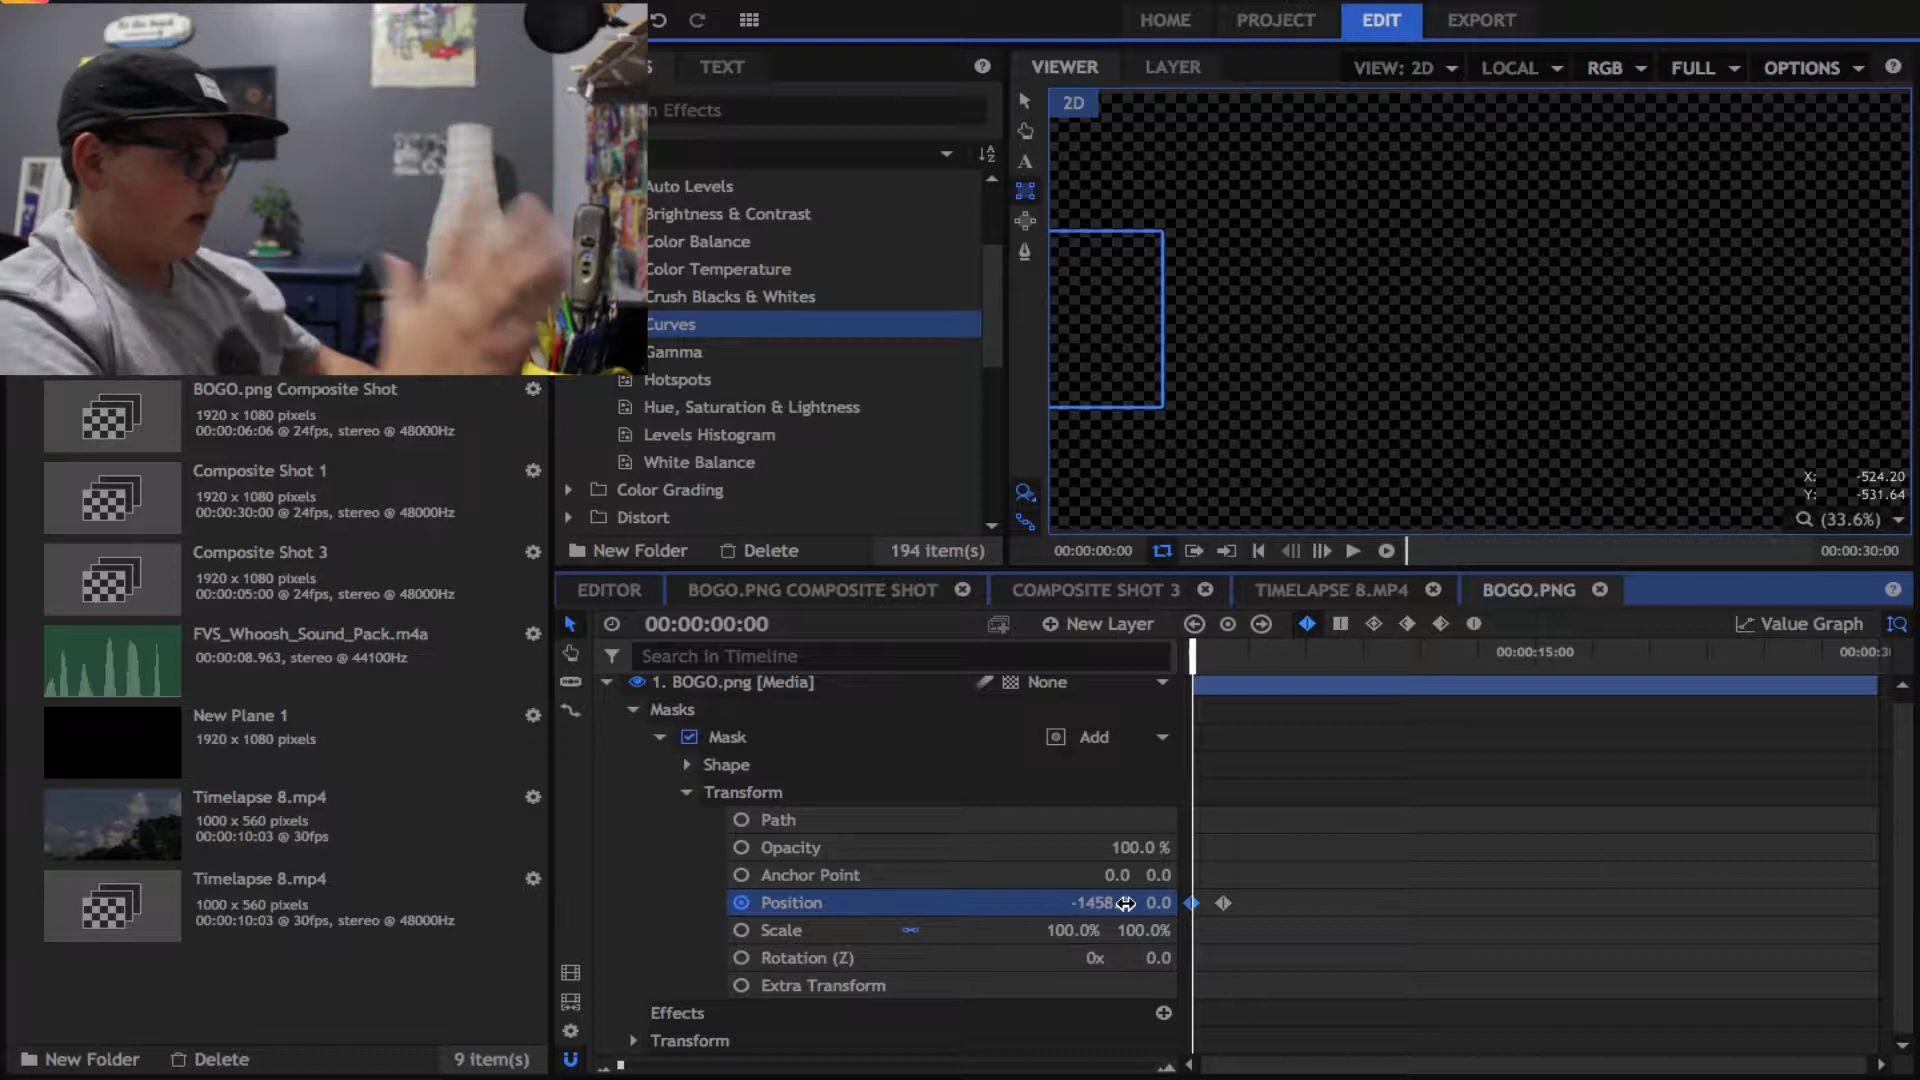 HOME
PROJECT
EDIT
EXPORT
TEXT
n Effects
Auto Levels
Brightness & Contrast
Color Balance
Color Temperature
Crush Blacks & Whites
Curves
Gamma
Hotspots
Hue, Saturation & Lightness
Levels Histogram
White Balance
Color Grading
Distort
New Folder
Delete
194 item(s)
VIEWER
LAYER
VIEW: 2D
LOCAL
RGB
FULL
OPTIONS
2D
X: -524.20
Y: -531.64
(33.6%)
00:00:00:00
00:00:30:00
BOGO.png Composite Shot
1920 x 1080 pixels
00:00:06:06 @ 24fps, stereo @ 48000Hz
Composite Shot 1
1920 x 1080 pixels
00:00:30:00 @ 24fps, stereo @ 48000Hz
Composite Shot 3
1920 x 1080 pixels
00:00:05:00 @ 24fps, stereo @ 48000Hz
FVS_Whoosh_Sound_Pack.m4a
00:00:08.963, stereo @ 44100Hz
New Plane 1
1920 x 1080 pixels
Timelapse 8.mp4
1000 x 560 pixels
00:00:10:03 @ 30fps
Timelapse 8.mp4
1000 x 560 pixels
00:00:10:03 @ 30fps, stereo @ 48000Hz
New Folder
Delete
9 item(s)
EDITOR
BOGO.PNG COMPOSITE SHOT
COMPOSITE SHOT 3
TIMELAPSE 8.MP4
BOGO.PNG
00:00:00:00
New Layer
Value Graph
Search in Timeline
00:00:15:00
00:00:3
1. BOGO.png [Media]
None
Masks
Mask
Add
Shape
Transform
Path
Opacity
100.0 %
Anchor Point
0.0 0.0
Position
-1458 0.0
Scale
100.0% 100.0%
Rotation (Z)
0x 0.0
Extra Transform
Effects
Transform